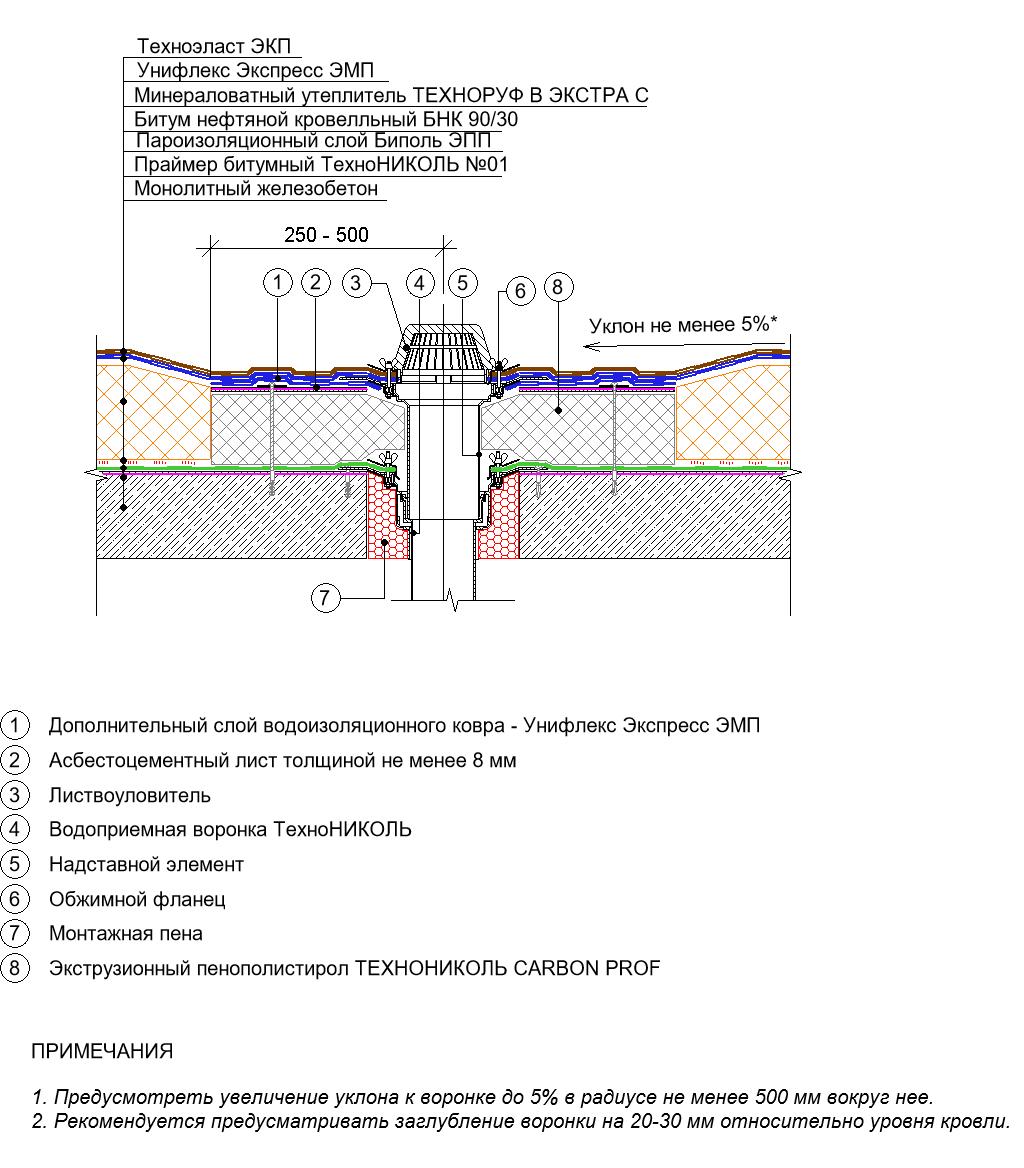 Техноэласт ЭКП
Унифлекс Экспресс ЭМП
Минераловатный утеплитель ТЕХНОРУФ В ЭКСТРА С
Битум нефтяной кровелльный БНК 90/30
Пароизоляционный слой Биполь ЭПП
Праймер битумный ТехноНИКОЛЬ №01
Монолитный железобетон
250 - 500
1 2 3 4 5 6 8
Уклон не менее 5%*
7
1 Дополнительный слой водоизоляционного ковра - Унифлекс Экспресс ЭМП
2 Асбестоцементный лист толщиной не менее 8 мм
3 Листвоуловитель
4 Водоприемная воронка ТехноНИКОЛЬ
5 Надставной элемент
6 Обжимной фланец
7 Монтажная пена
8 Экструзионный пенополистирол ТЕХНОНИКОЛЬ CARBON PROF
ПРИМЕЧАНИЯ
1. Предусмотреть увеличение уклона к воронке до 5% в радиусе не менее 500 мм вокруг нее.
2. Рекомендуется предусматривать заглубление воронки на 20-30 мм относительно уровня кровли.